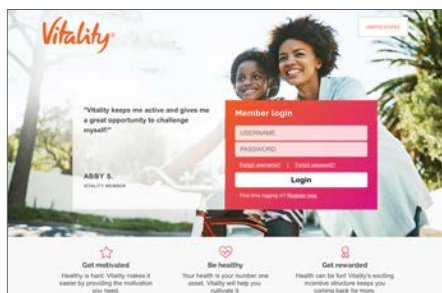 Vitality
UNITED STATES
"Vitality keeps me active and gives me
a great opportunity to challenge
myself!"
ABBY S.
VITALITY MEMBER
Member login
USERNAME
PASSWORD
Forgot username? | Forgot password?
Login
First time logging in? Register here.
Get motivated
Healthy is hard. Vitality makes it
easier by providing the motivation
you need.
Be healthy
Your health is your number one
asset. Vitality will help you
cultivate it.
Get rewarded
Health can be fun! Vitality's exciting
incentive structure keeps you
coming back for more.